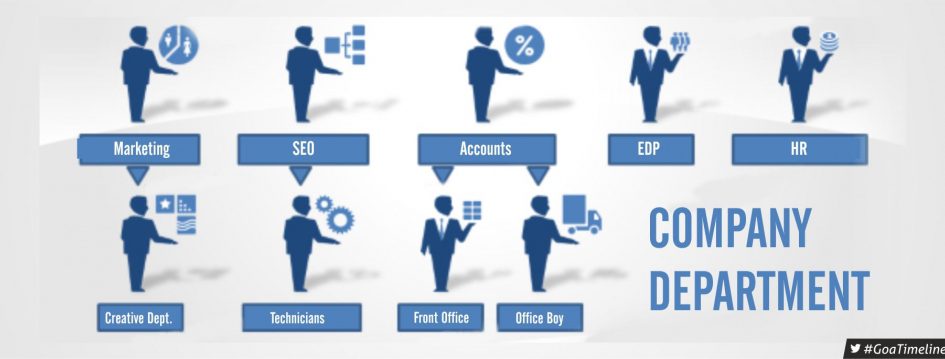 Marketing
SEO
Accounts
EDP
HR
Creative Dept.
Technicians
Front Office
Office Boy
COMPANY
DEPARTMENT
#GoaTimeline